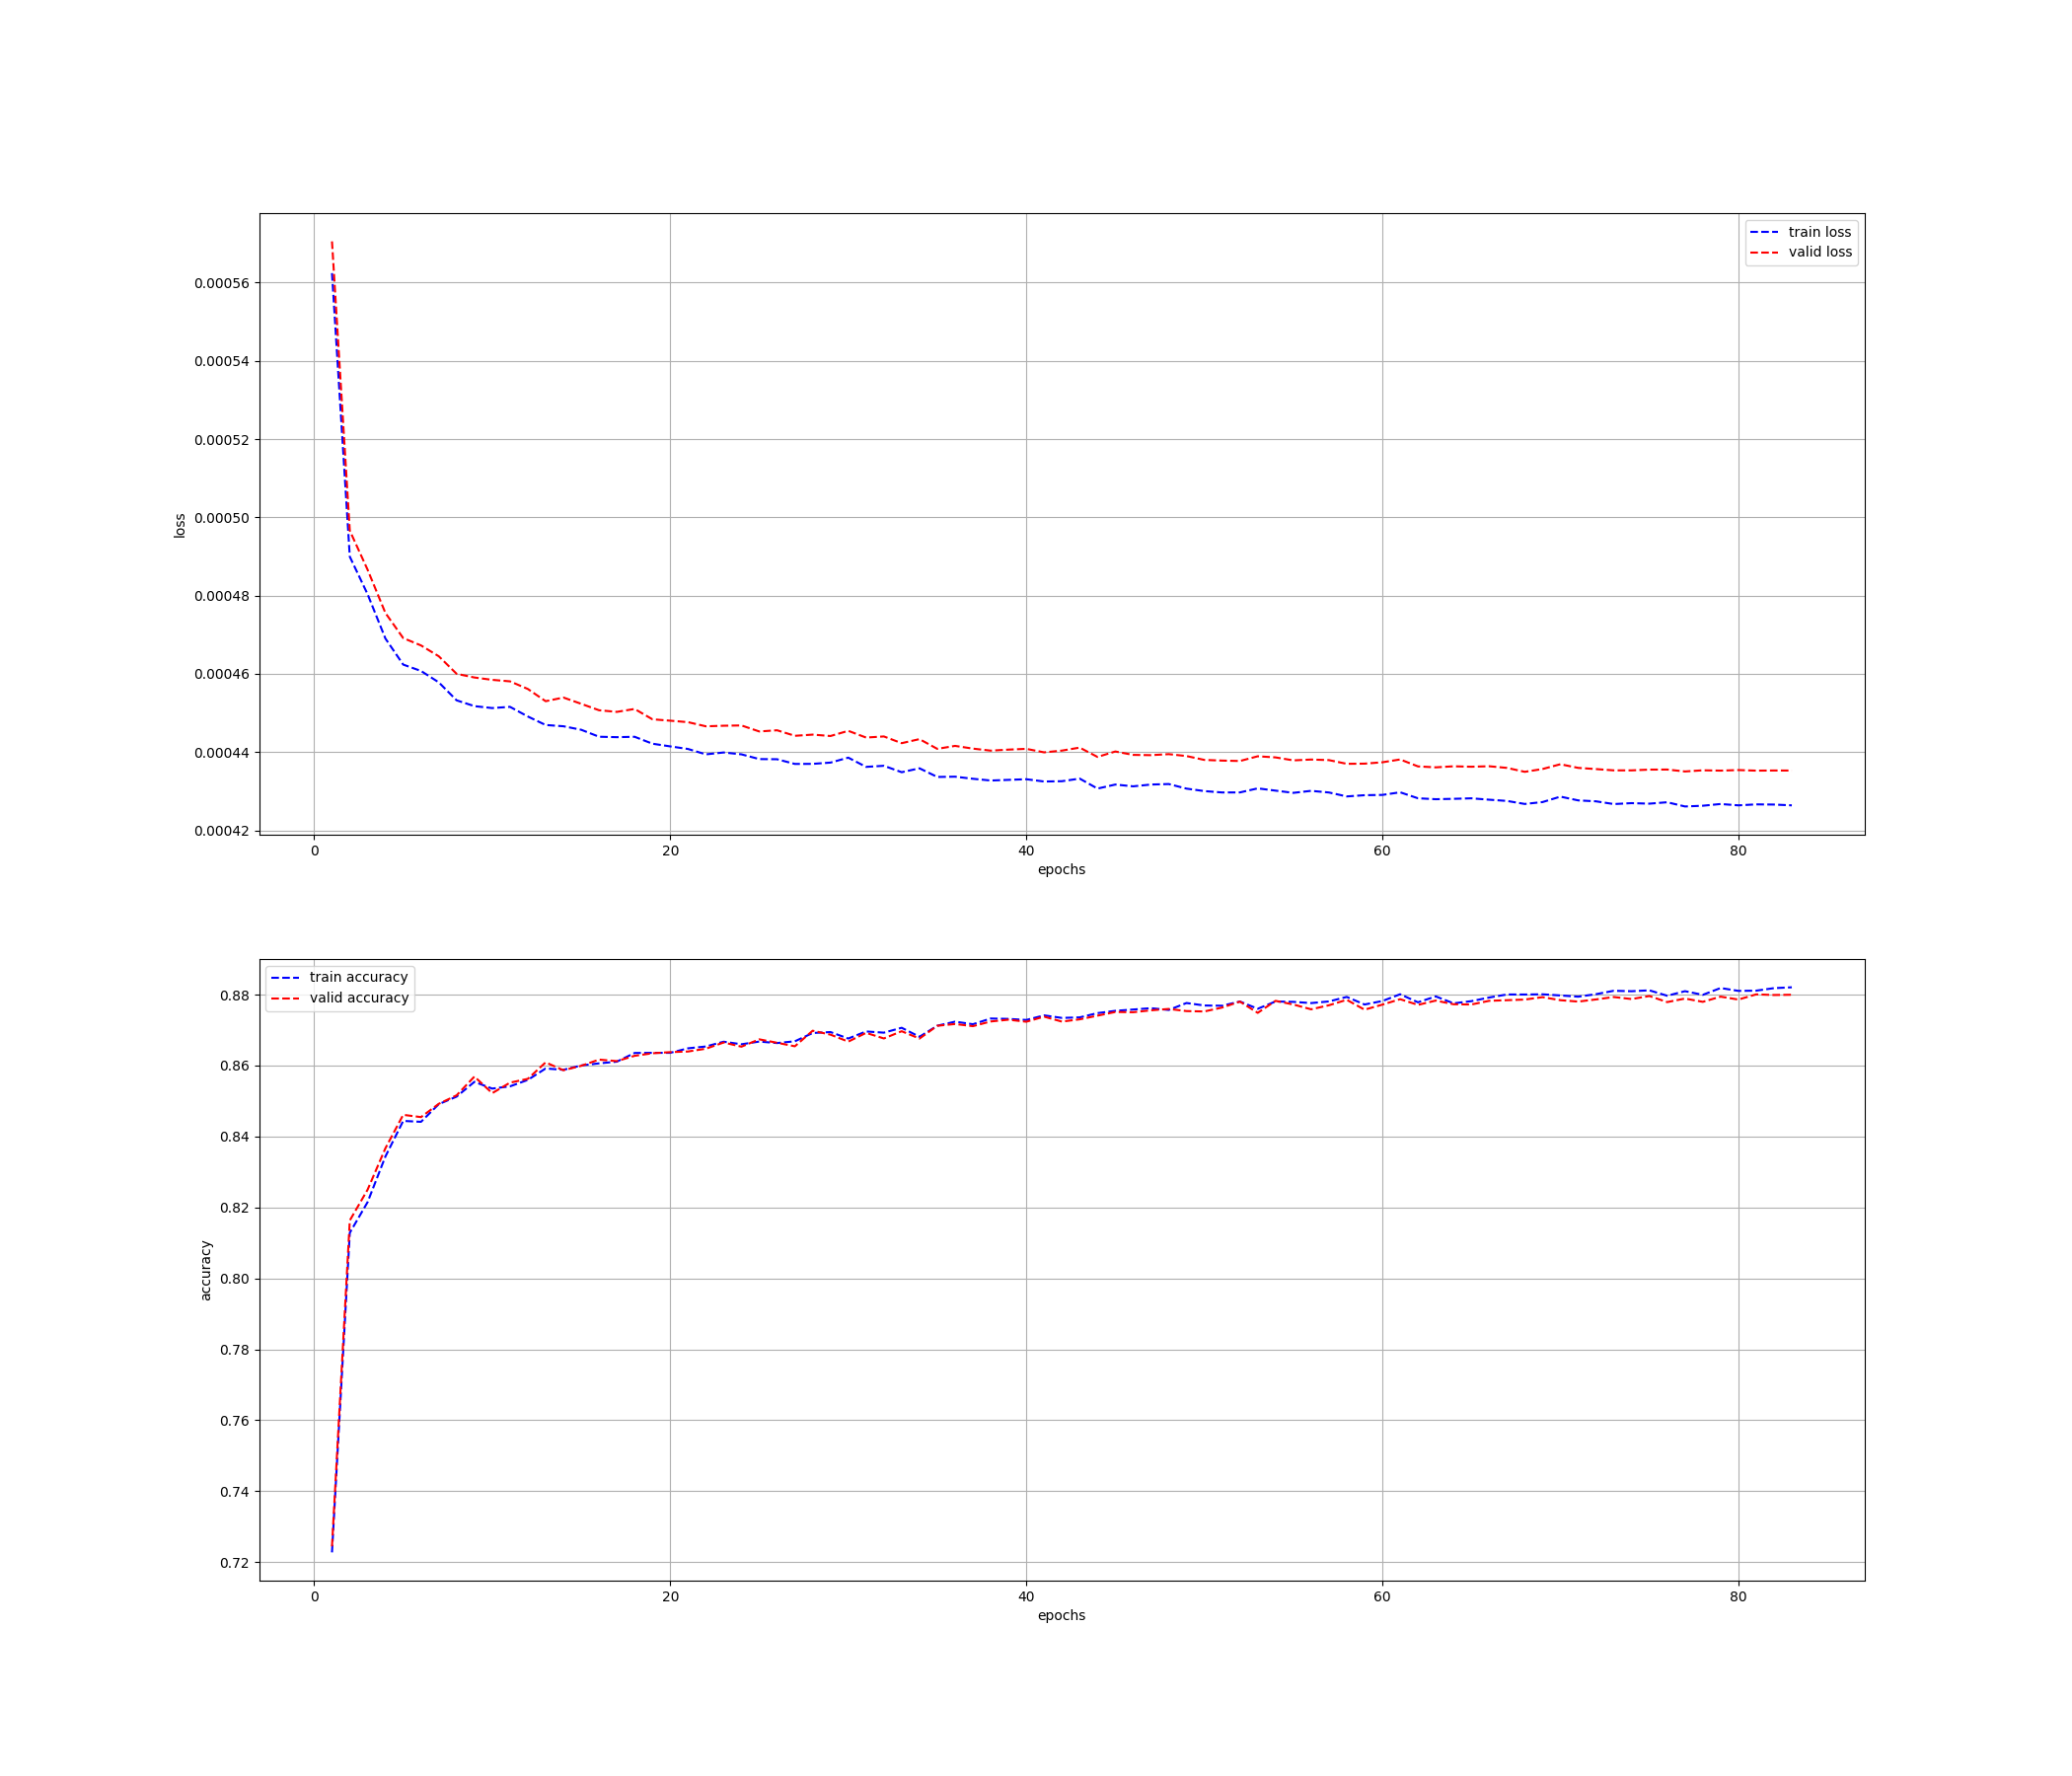 train loss
valid loss
0.00056
0.00054
0.00052
0.00050
0.00048
0.00046
0.00044
0.00042
loss
0 20 40 60 80
epochs
train accuracy
valid accuracy
0.88
0.86
0.84
0.82
0.80
0.78
0.76
0.74
0.72
accuracy
0 20 40 60 80
epochs